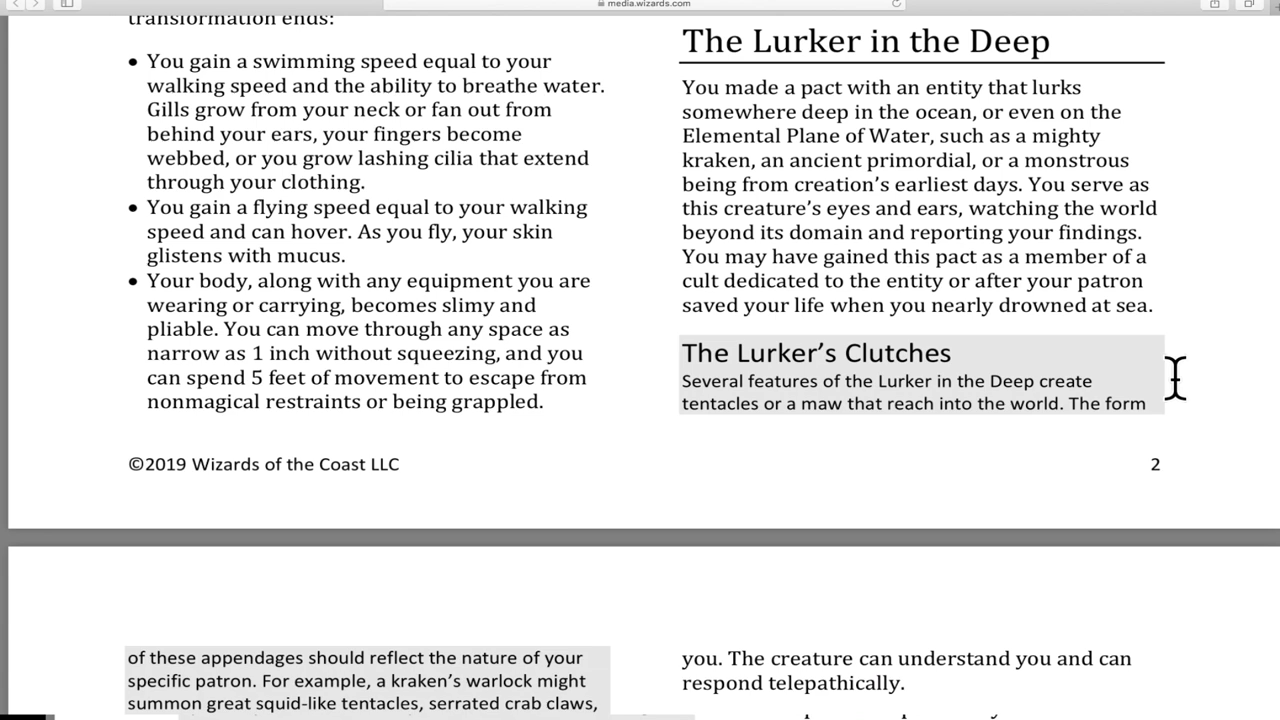 media.wizards.com
transformation ends:
• You gain a swimming speed equal to your
walking speed and the ability to breathe water.
Gills grow from your neck or fan out from
behind your ears, your fingers become
webbed, or you grow lashing cilia that extend
through your clothing.
• You gain a flying speed equal to your walking
speed and can hover. As you fly, your skin
glistens with mucus.
• Your body, along with any equipment you are
wearing or carrying, becomes slimy and
pliable. You can move through any space as
narrow as 1 inch without squeezing, and you
can spend 5 feet of movement to escape from
nonmagical restraints or being grappled.
The Lurker in the Deep
You made a pact with an entity that lurks
somewhere deep in the ocean, or even on the
Elemental Plane of Water, such as a mighty
kraken, an ancient primordial, or a monstrous
being from creation’s earliest days. You serve as
this creature’s eyes and ears, watching the world
beyond its domain and reporting your findings.
You may have gained this pact as a member of a
cult dedicated to the entity or after your patron
saved your life when you nearly drowned at sea.
The Lurker’s Clutches
Several features of the Lurker in the Deep create
tentacles or a maw that reach into the world. The form
©2019 Wizards of the Coast LLC
2
of these appendages should reflect the nature of your
specific patron. For example, a kraken’s warlock might
summon great squid-like tentacles, serrated crab claws,
you. The creature can understand you and can
respond telepathically.